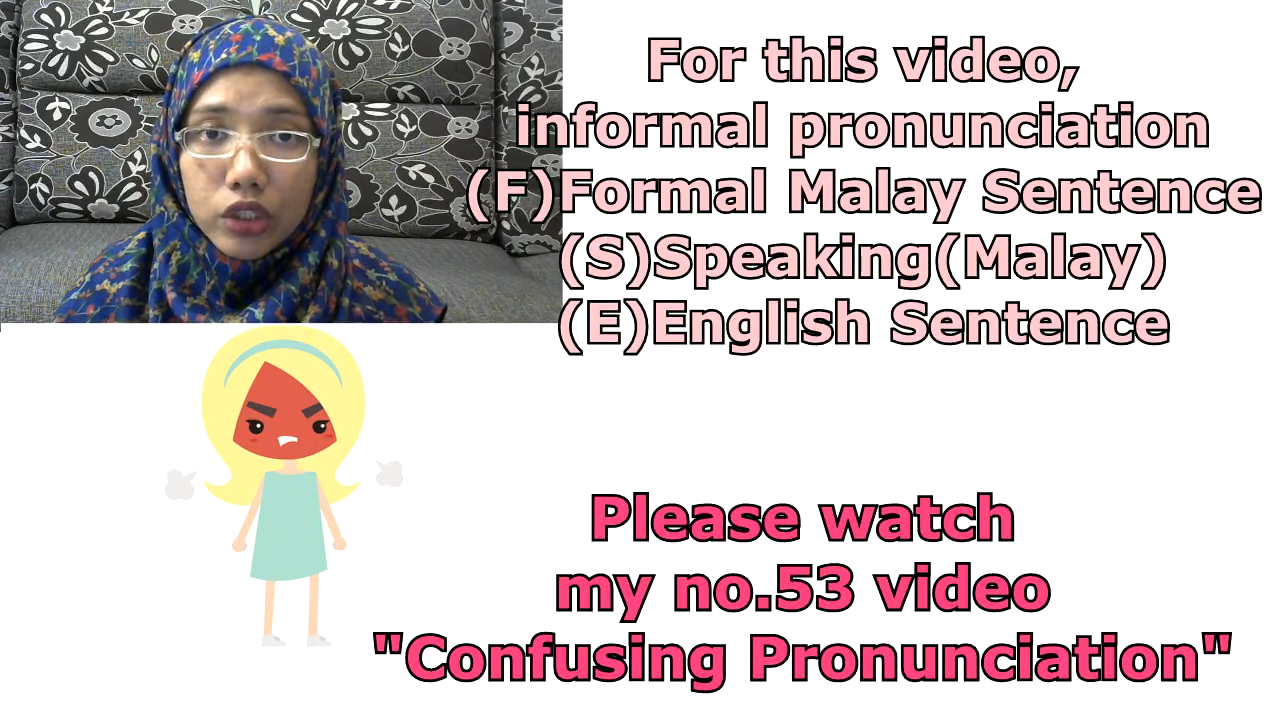 For this video,
informal pronunciation
(F)Formal Malay Sentence
(S)Speaking(Malay)
(E)English Sentence
Please watch
my no.53 video
"Confusing Pronunciation"